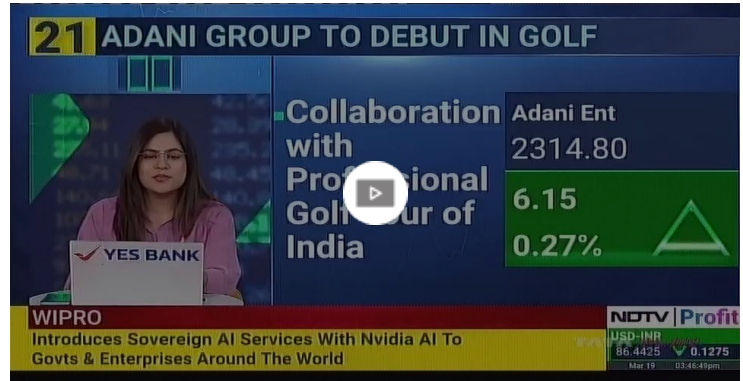 21 ADANI GROUP TO DEBUT IN GOLF
Collaboration
with
Professional
Golf Tour of
India
Adani Ent
2314.80
6.15
0.27%
YES BANK
WIPRO
Introduces Sovereign AI Services With Nvidia AI To
Govts & Enterprises Around The World
NDTV Profit
USD-INR
86.4425 0.1275
Mar 19 03:46:49pm